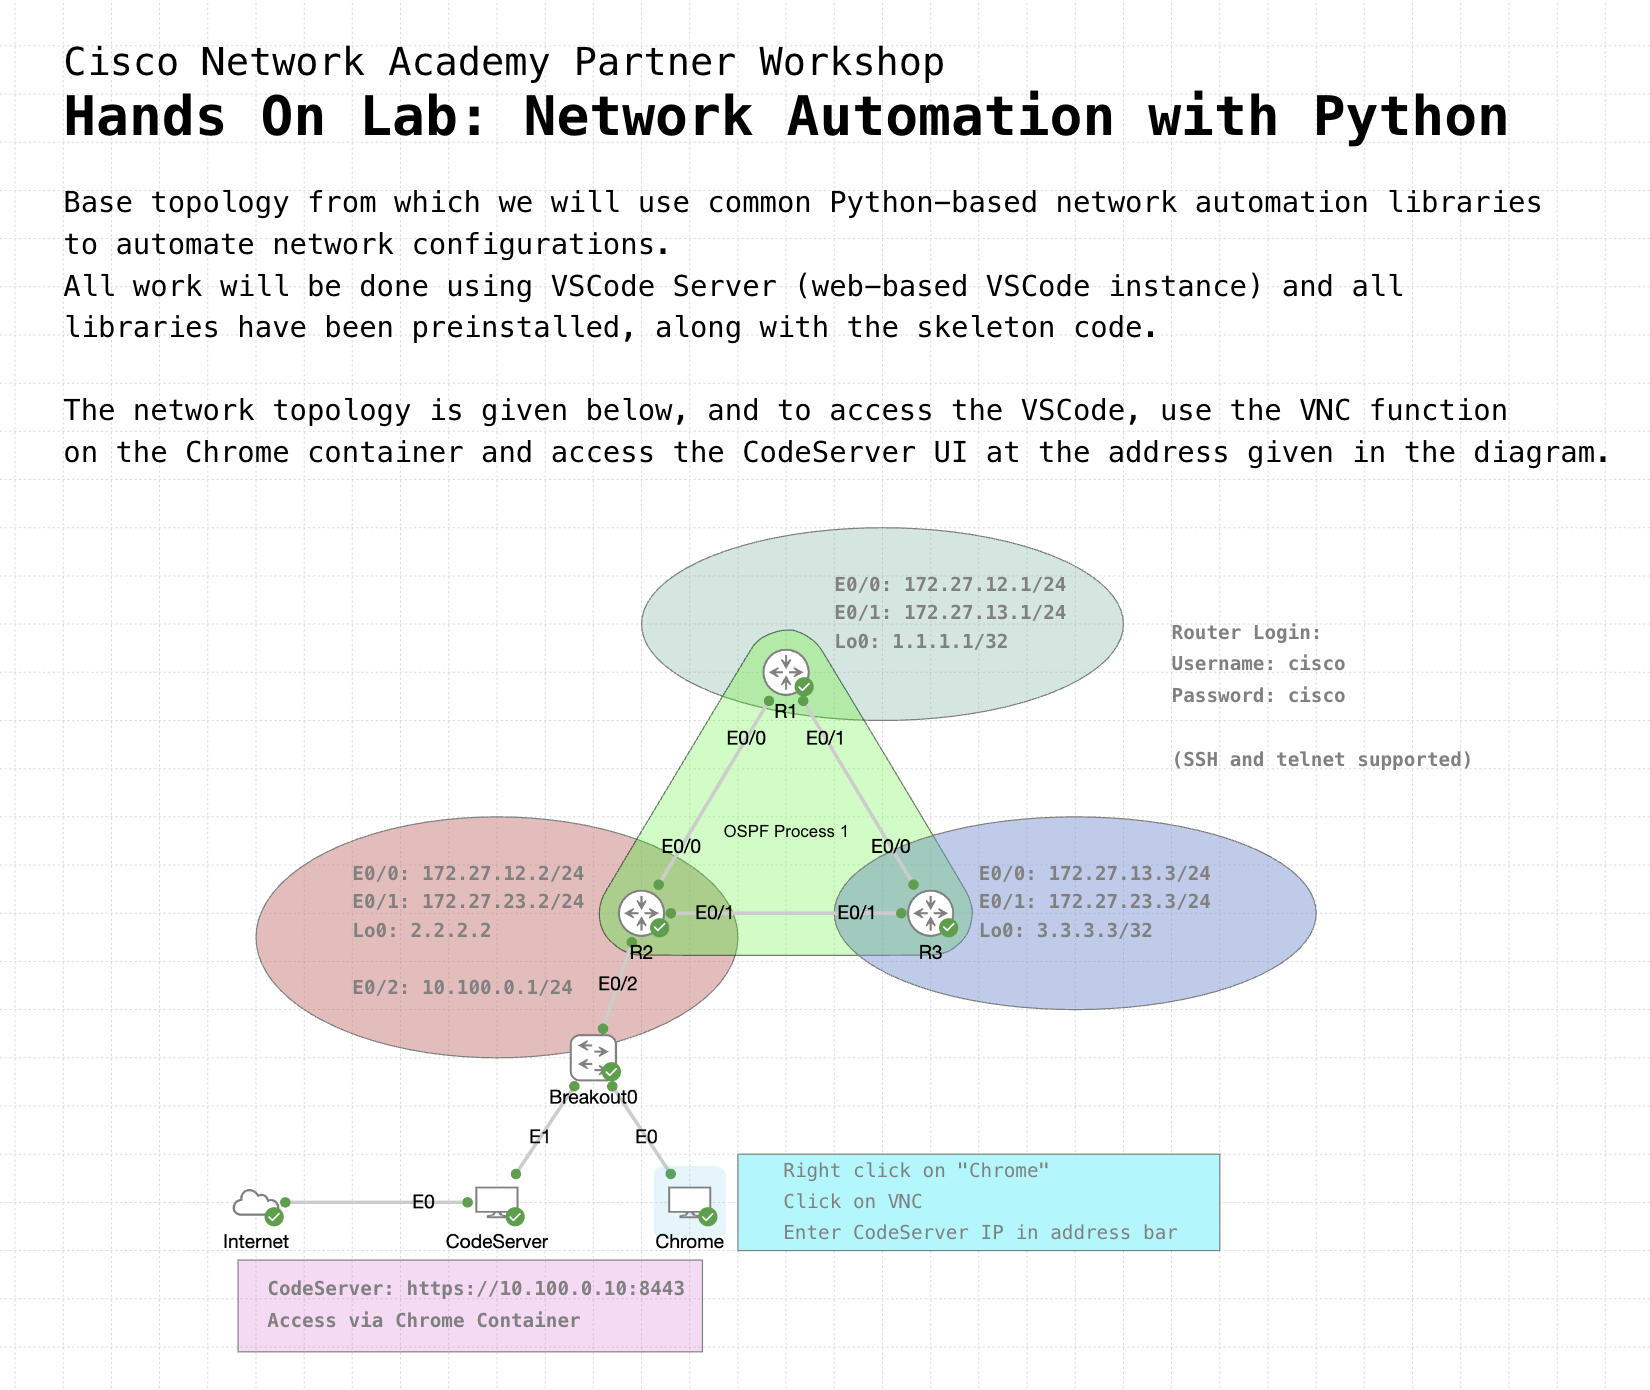 Cisco Network Academy Partner Workshop
Hands On Lab: Network Automation with Python
Base topology from which we will use common Python-based network automation libraries
to automate network configurations.
All work will be done using VSCode Server (web-based VSCode instance) and all
libraries have been preinstalled, along with the skeleton code.
The network topology is given below, and to access the VSCode, use the VNC function
on the Chrome container and access the CodeServer UI at the address given in the diagram.
E0/0: 172.27.12.1/24
E0/1: 172.27.13.1/24
Lo0: 1.1.1.1/32
Router Login:
Username: cisco
Password: cisco
(SSH and telnet supported)
R1
E0/0
E0/1
OSPF Process 1
E0/0
E0/0
E0/0: 172.27.12.2/24
E0/1: 172.27.23.2/24
Lo0: 2.2.2.2
E0/2: 10.100.0.1/24
E0/1
E0/1
R2
R3
E0/0: 172.27.13.3/24
E0/1: 172.27.23.3/24
Lo0: 3.3.3.3/32
E0/2
Breakout0
E1
E0
E0
Internet
CodeServer
Chrome
Right click on "Chrome"
Click on VNC
Enter CodeServer IP in address bar
CodeServer: https://10.100.0.10:8443
Access via Chrome Container